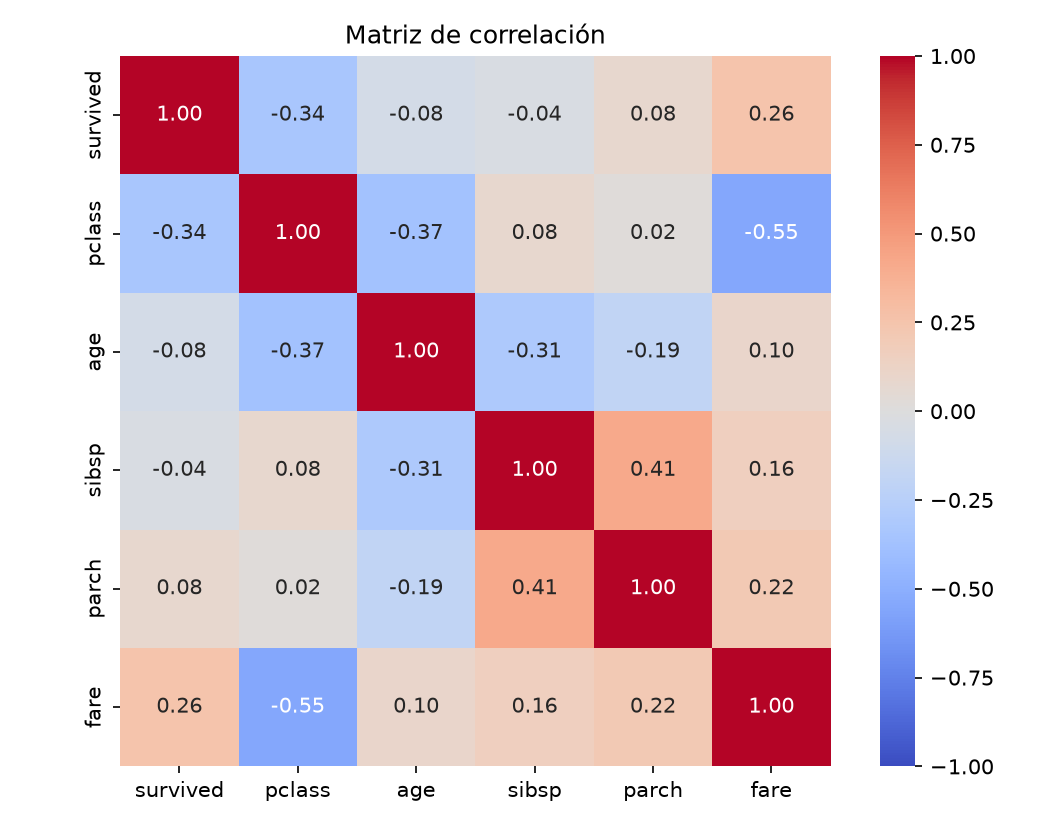 Matriz de correlación
survived 1.00 -0.34 -0.08 -0.04 0.08 0.26
pclass -0.34 1.00 -0.37 0.08 0.02 -0.55
age -0.08 -0.37 1.00 -0.31 -0.19 0.10
sibsp -0.04 0.08 -0.31 1.00 0.41 0.16
parch 0.08 0.02 -0.19 0.41 1.00 0.22
fare 0.26 -0.55 0.10 0.16 0.22 1.00
survived pclass age sibsp parch fare
1.00
0.75
0.50
0.25
0.00
−0.25
−0.50
−0.75
−1.00